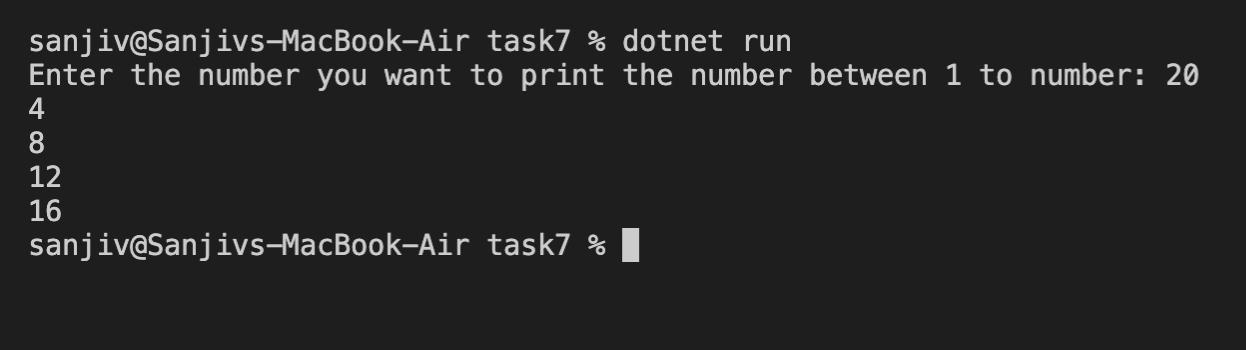 sanjiv@Sanjivs-MacBook-Air task7 % dotnet run
Enter the number you want to print the number between 1 to number: 20
4
8
12
16
sanjiv@Sanjivs-MacBook-Air task7 %